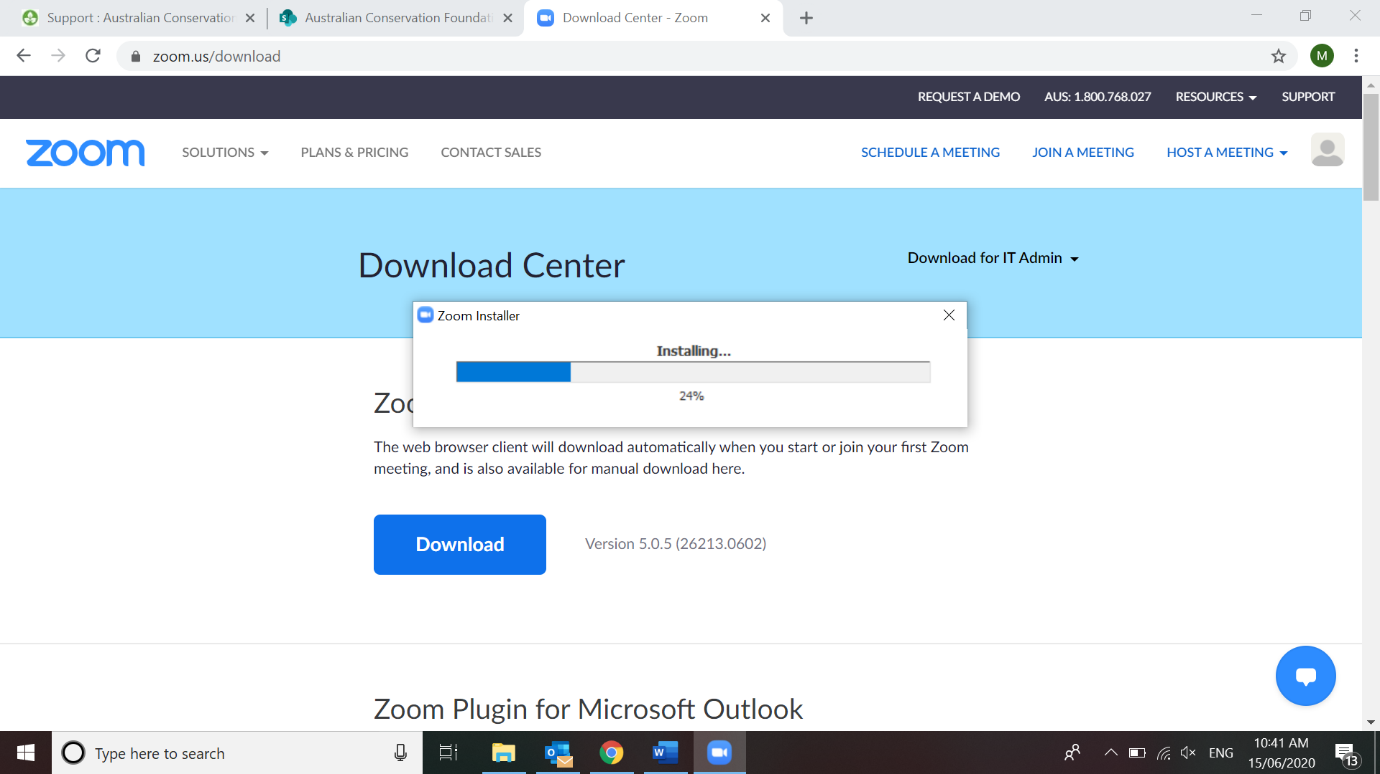 Support : Australian Conservation
Australian Conservation Foundati
Download Center - Zoom
zoom.us/download
M
REQUEST A DEMO
AUS: 1.800.768.027
RESOURCES
SUPPORT
zoom
SOLUTIONS
PLANS & PRICING
CONTACT SALES
SCHEDULE A MEETING
JOIN A MEETING
HOST A MEETING
Download Center
Download for IT Admin
Zoom Installer
Installing...
24%
Zoo
The web browser client will download automatically when you start or join your first Zoom
meeting, and is also available for manual download here.
Download
Version 5.0.5 (26213.0602)
Zoom Plugin for Microsoft Outlook
Type here to search
ENG
10:41 AM
15/06/2020
13